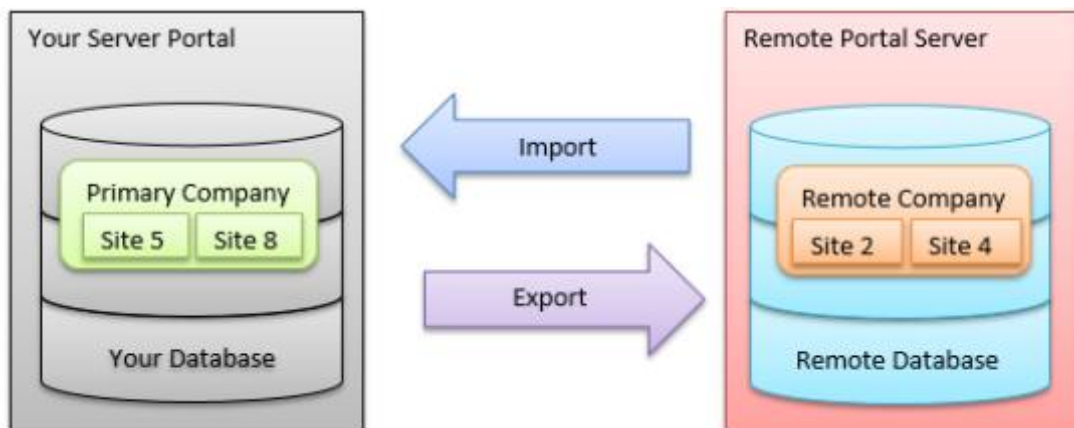 Your Server Portal
Primary Company
Site 5 Site 8
Your Database
Import
Export
Remote Portal Server
Remote Company
Site 2 Site 4
Remote Database